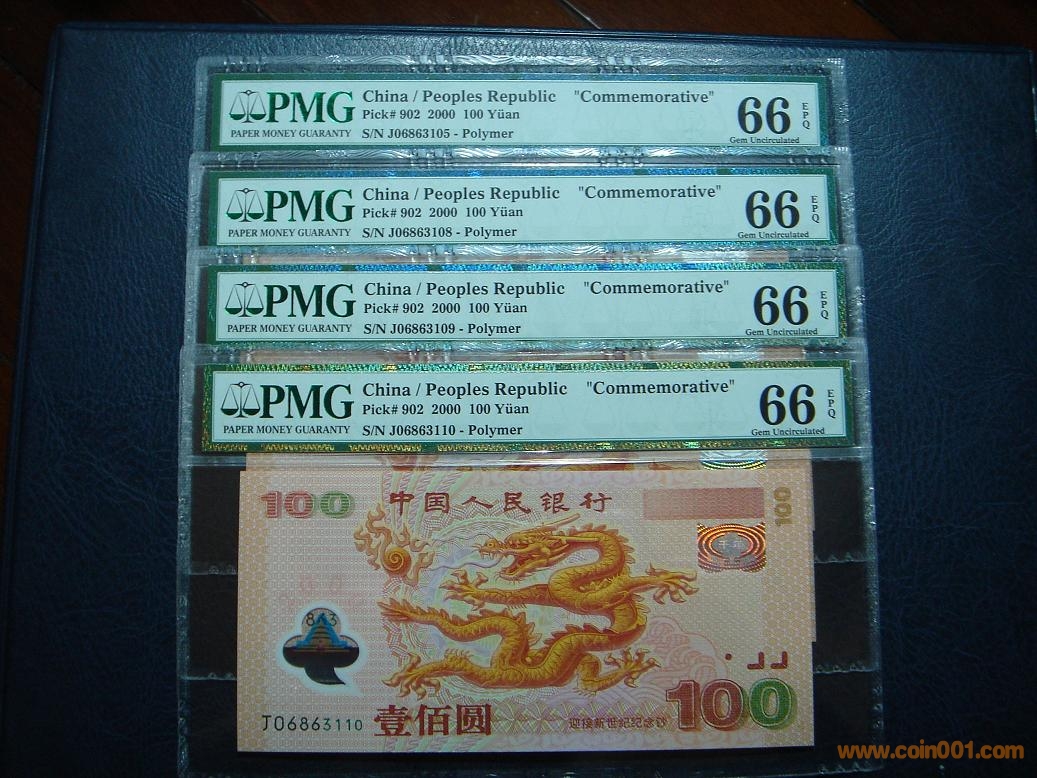 PMG
PAPER MONEY GUARANTY
China / Peoples Republic "Commemorative"
Pick# 902 2000 100 Yüan
S/N J06863105 - Polymer
66 EPQ
Gem Uncirculated
PMG
PAPER MONEY GUARANTY
China / Peoples Republic "Commemorative"
Pick# 902 2000 100 Yüan
S/N J06863108 - Polymer
66 EPQ
Gem Uncirculated
PMG
PAPER MONEY GUARANTY
China / Peoples Republic "Commemorative"
Pick# 902 2000 100 Yüan
S/N J06863109 - Polymer
66 EPQ
Gem Uncirculated
PMG
PAPER MONEY GUARANTY
China / Peoples Republic "Commemorative"
Pick# 902 2000 100 Yüan
S/N J06863110 - Polymer
66 EPQ
Gem Uncirculated
100 中国人民银行
100
J06863110 壹佰圆 迎接新世纪纪念钞 100
www.coin001.com